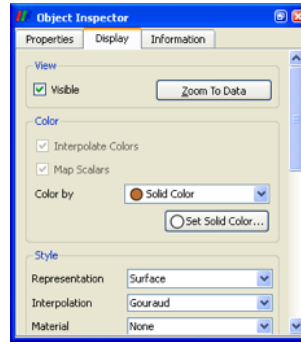 Object Inspector
Properties Display Information
View
Visible Zoom To Data
Color
Interpolate Colors
Map Scalars
Color by Solid Color
Set Solid Color...
Style
Representation Surface
Interpolation Gouraud
Material None